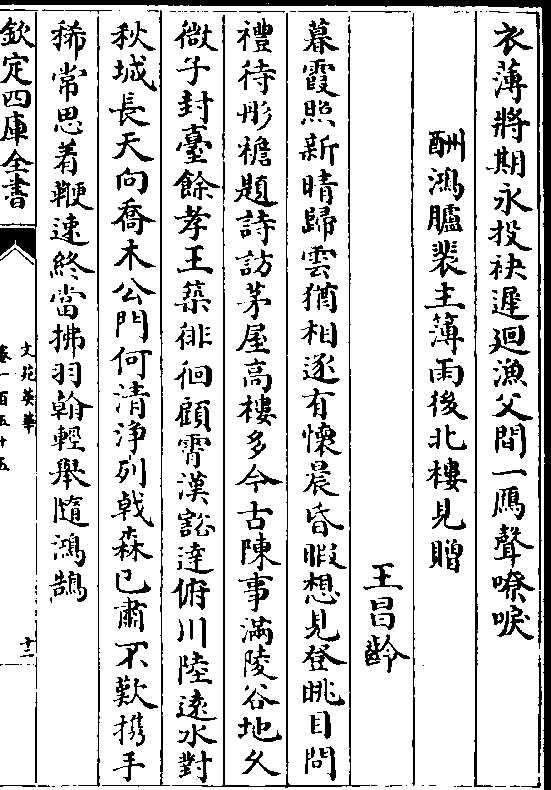 衣薄將期永投袂遲迴漁父間一鴈聲嘹唳
酬鴻臚裴主簿雨後北樓見贈
王昌齡
暮霞照新晴歸雲猶相逐有懷晨昏暇想見登眺目問
禮待彤襜題詩訪茅屋高樓多今古陳事滿陵谷地久
微子封臺餘孝王築徘徊顧霄漢豁達俯川陸遠水對
秋城長天向喬木公門何清淨列戟森已肅不歎携手
稀常思着鞭速終當拂羽翰輕舉隨鴻鵠
欽定四庫全書
文苑英華
卷一百五十五
十二